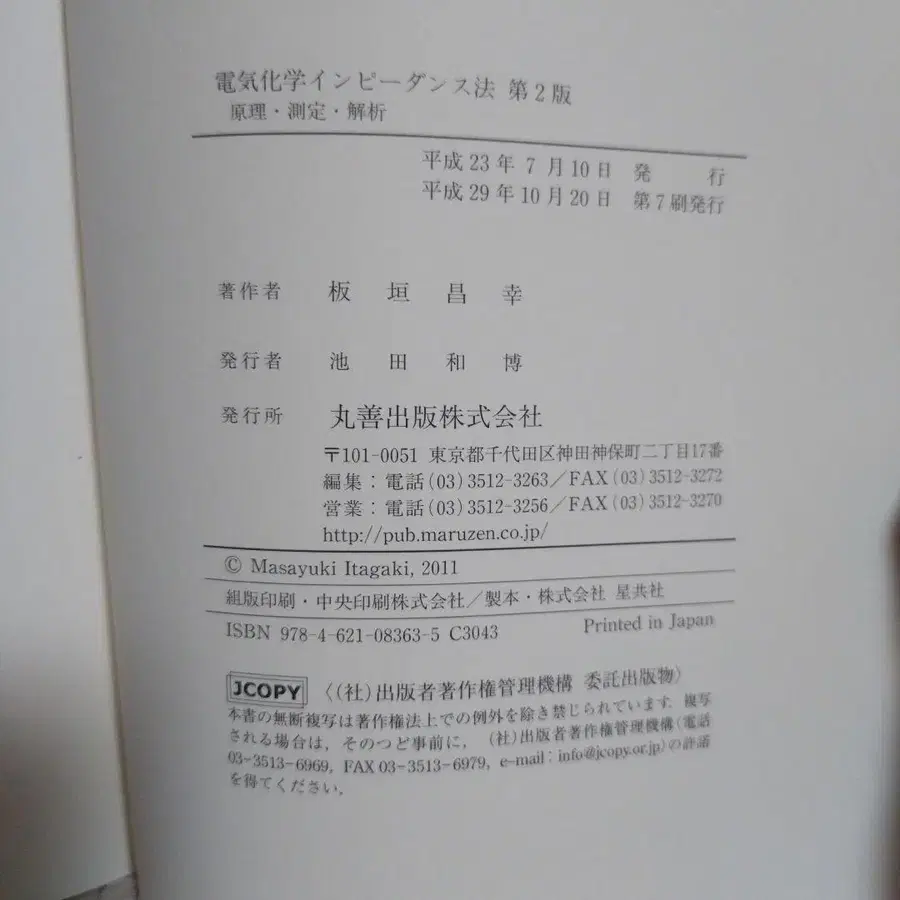 電気化学インピーダンス法 第2版
原理・測定・解析
平成23年 7月10日 発 行
平成29年10月20日 第7刷発行
著作者 板 垣 昌 幸
発行者 池 田 和 博
発行所 丸善出版株式会社
〒101-0051 東京都千代田区神田神保町二丁目17番
編集：電話(03)3512-3263／FAX(03)3512-3272
営業：電話(03)3512-3256／FAX(03)3512-3270
http://pub.maruzen.co.jp/
© Masayuki Itagaki, 2011
組版印刷・中央印刷株式会社／製本・株式会社 星共社
ISBN 978-4-621-08363-5 C3043 Printed in Japan
JCOPY 〈(社)出版者著作権管理機構 委託出版物〉
本書の無断複写は著作権法上での例外を除き禁じられています．複写
される場合は，そのつど事前に，(社)出版者著作権管理機構(電話
03-3513-6969，FAX 03-3513-6979，e-mail：info@jcopy.or.jp)の許諾
を得てください．